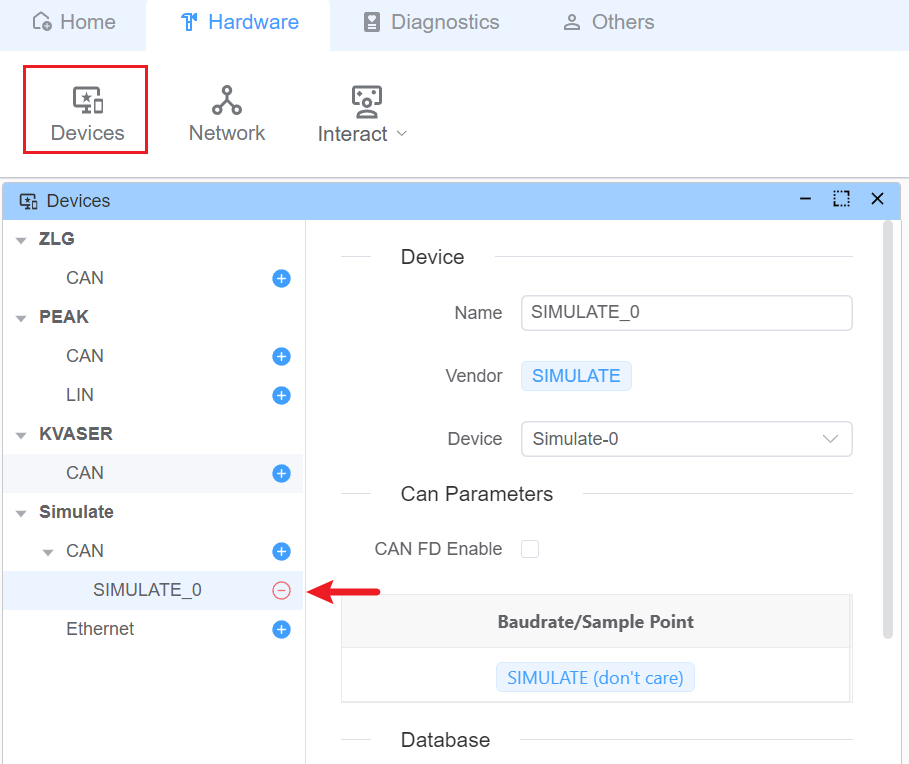 Home Hardware Diagnostics Others
Devices Network Interact
Devices
ZLG
CAN
PEAK
CAN
LIN
KVASER
CAN
Simulate
CAN
SIMULATE_0
Ethernet
Device
Name SIMULATE_0
Vendor SIMULATE
Device Simulate-0
Can Parameters
CAN FD Enable
Baudrate/Sample Point
SIMULATE (don't care)
Database